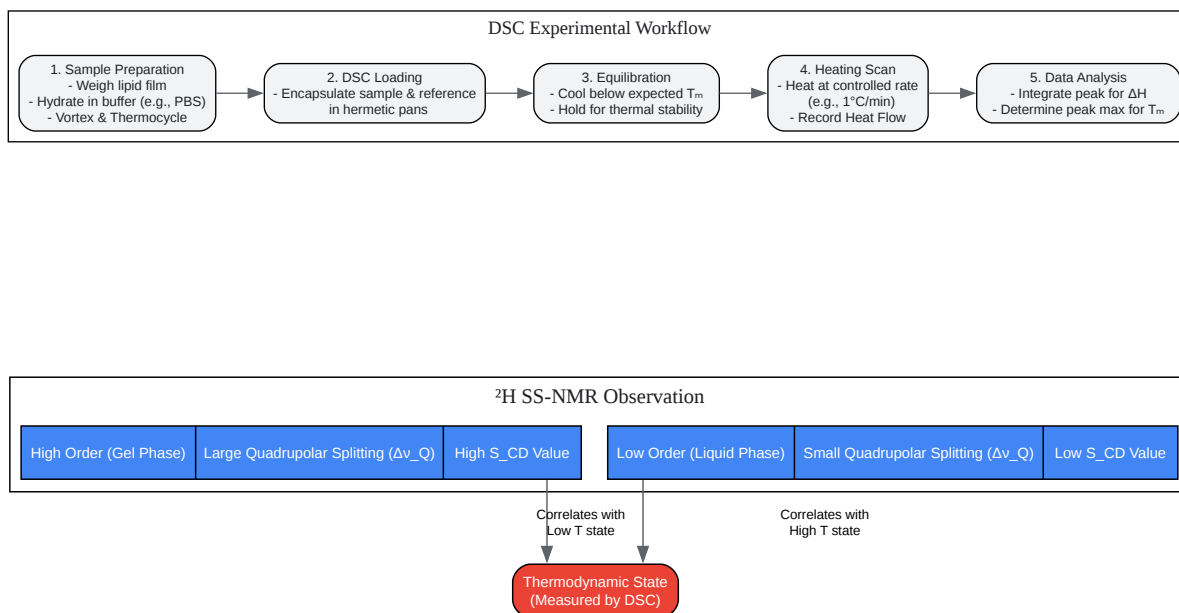 DSC Experimental Workflow
1. Sample Preparation
- Weigh lipid film
- Hydrate in buffer (e.g., PBS)
- Vortex & Thermocycle
2. DSC Loading
- Encapsulate sample & reference
in hermetic pans
3. Equilibration
- Cool below expected Tₘ
- Hold for thermal stability
4. Heating Scan
- Heat at controlled rate
(e.g., 1°C/min)
- Record Heat Flow
5. Data Analysis
- Integrate peak for ΔH
- Determine peak max for Tₘ
²H SS-NMR Observation
High Order (Gel Phase)
Large Quadrupolar Splitting (Δν_Q)
High S_CD Value
Low Order (Liquid Phase)
Small Quadrupolar Splitting (Δν_Q)
Low S_CD Value
Correlates with
Low T state
Correlates with
High T state
Thermodynamic State
(Measured by DSC)